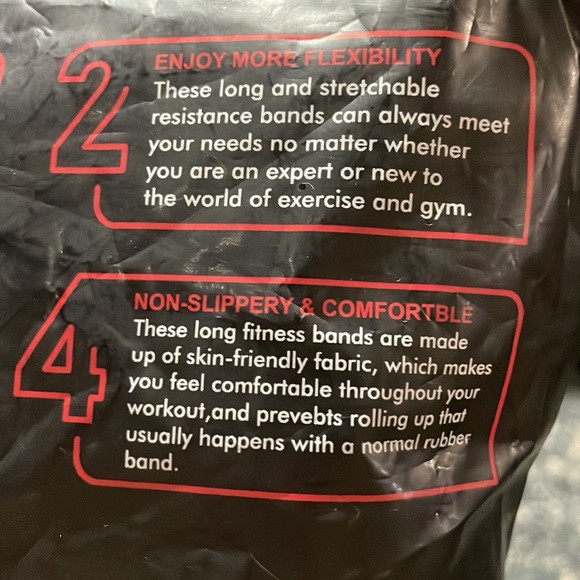 2
ENJOY MORE FLEXIBILITY
These long and stretchable
resistance bands can always meet
your needs no matter whether
you are an expert or new to
the world of exercise and gym.
4
NON-SLIPPERY & COMFORTBLE
These long fitness bands are made
up of skin-friendly fabric, which makes
you feel comfortable throughout your
workout,and prevebts rolling up that
usually happens with a normal rubber
band.